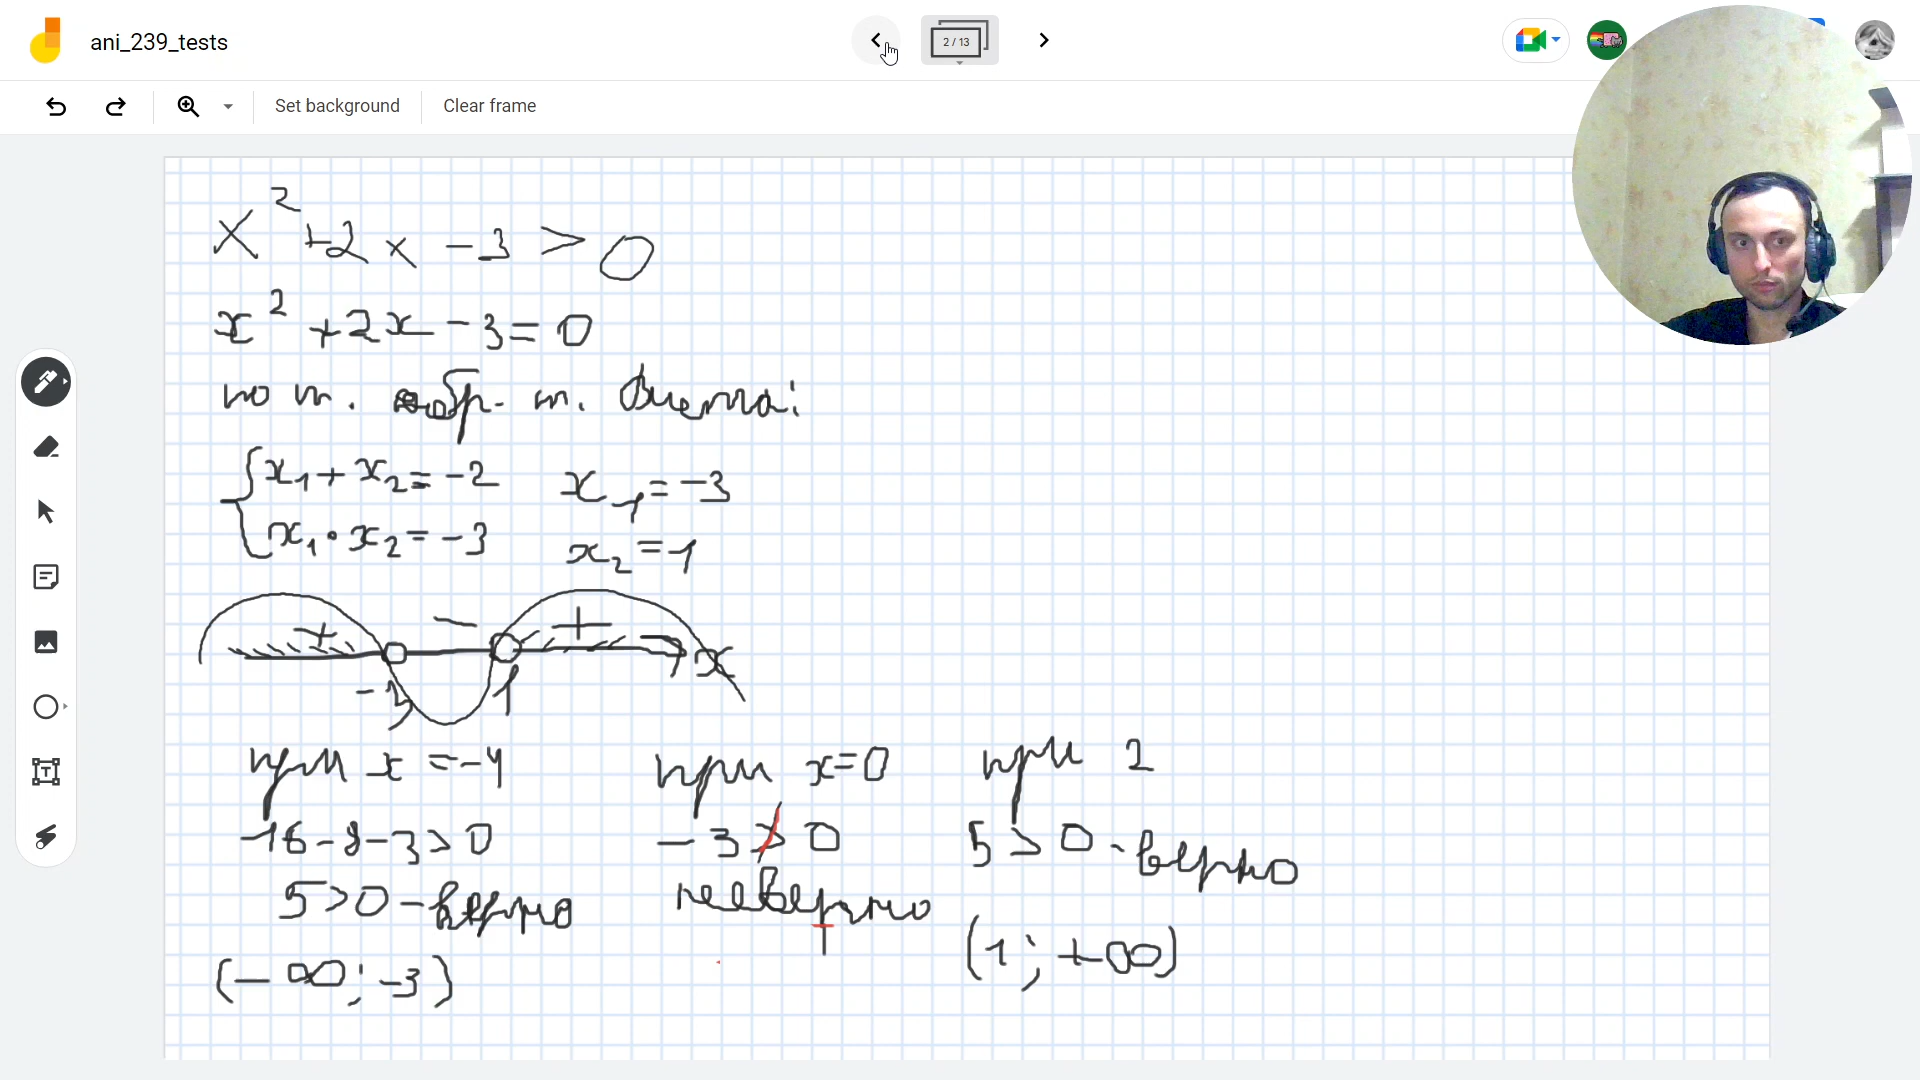 ani_239_tests
2 / 13
Set background
Clear frame
x² + 2x - 3 > 0
x² + 2x - 3 = 0
по т. обр. т. Виета:
x₁ + x₂ = -2
x₁ · x₂ = -3
x₁ = -3
x₂ = 1
+ − + x
-3 1
при x = -4
-16 - 8 - 3 > 0
5 > 0 - верно
(-∞; -3)
при x = 0
- 3 ≯ 0
неверно
при 2
5 > 0 - верно
(1; +∞)